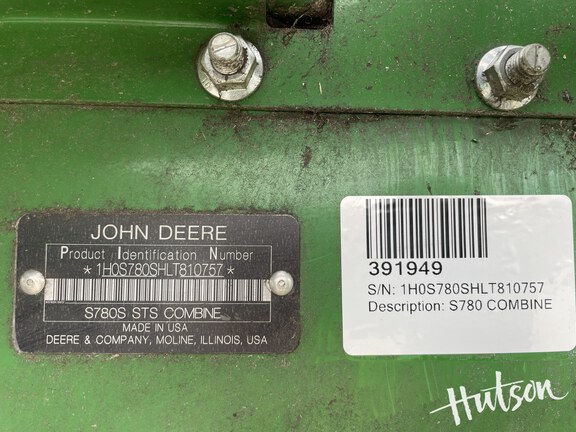 JOHN DEERE
Product Identification Number
*1H0S780SHLT810757*
S780S STS COMBINE
MADE IN USA
DEERE & COMPANY, MOLINE, ILLINOIS, USA
391949
S/N: 1H0S780SHLT810757
Description: S780 COMBINE
Hutson